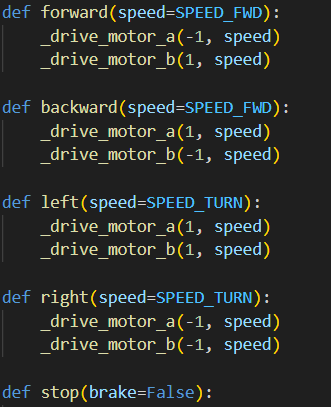 def forward(speed=SPEED_FWD):
    _drive_motor_a(-1, speed)
    _drive_motor_b(1, speed)

def backward(speed=SPEED_FWD):
    _drive_motor_a(1, speed)
    _drive_motor_b(-1, speed)

def left(speed=SPEED_TURN):
    _drive_motor_a(1, speed)
    _drive_motor_b(1, speed)

def right(speed=SPEED_TURN):
    _drive_motor_a(-1, speed)
    _drive_motor_b(-1, speed)

def stop(brake=False):